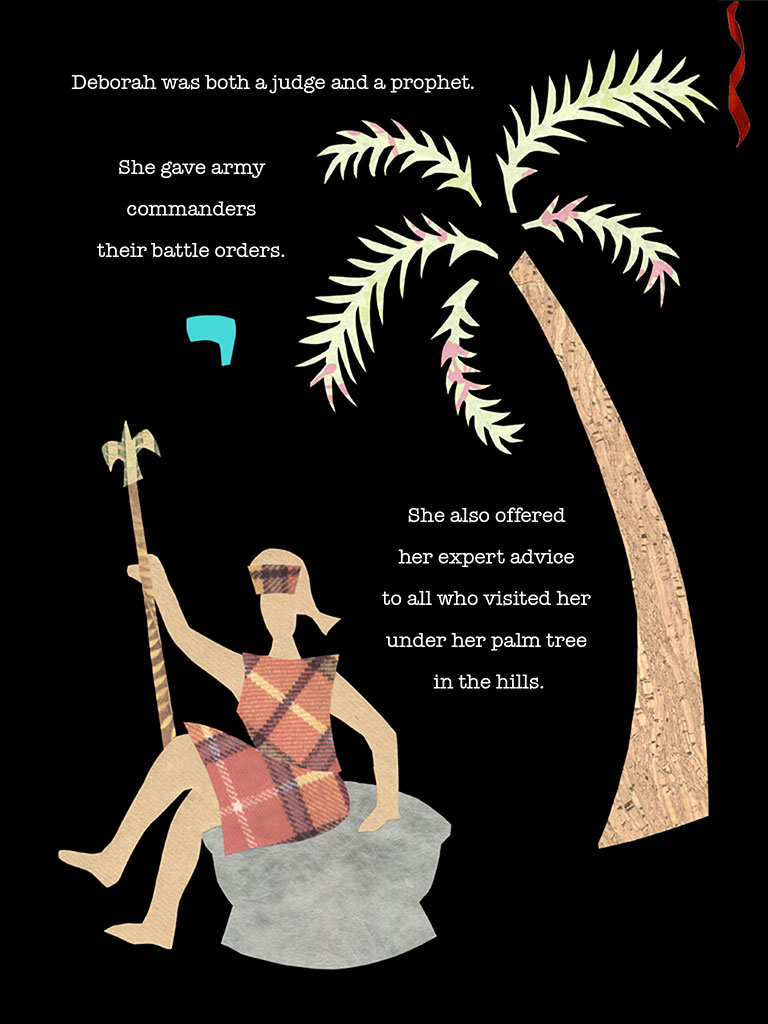 Deborah was both a judge and a prophet.
She gave army
commanders
their battle orders.
She also offered
her expert advice
to all who visited her
under her palm tree
in the hills.